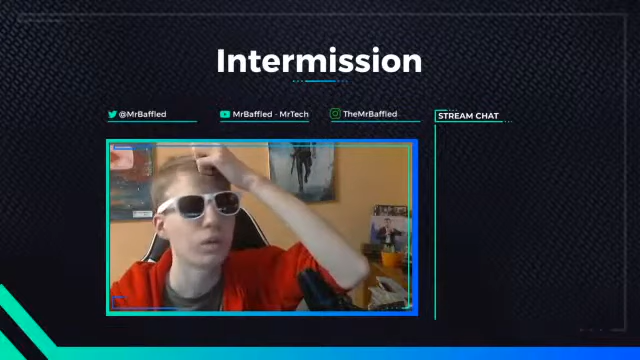 Intermission
@MrBaffled
MrBaffled - MrTech
TheMrBaffled
STREAM CHAT